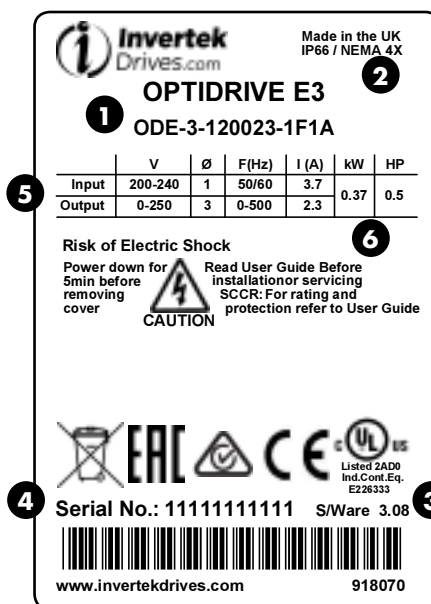 Invertek
Drives.com
Made in the UK
IP66 / NEMA 4X
2
OPTIDRIVE E3
1
ODE-3-120023-1F1A
V Ø F(Hz) I (A) kW HP
5
Input 200-240 1 50/60 3.7 0.37 0.5
Output 0-250 3 0-500 2.3
6
Risk of Electric Shock
Power down for
5min before
removing
cover
CAUTION
Read User Guide Before
installationor servicing
SCCR: For rating and
protection refer to User Guide
EAC
CE
C UL US
Listed 2AD0
Ind.Cont.Eq.
E226333
4
Serial No.: 11111111111 S/Ware 3.08
3
www.invertekdrives.com 918070